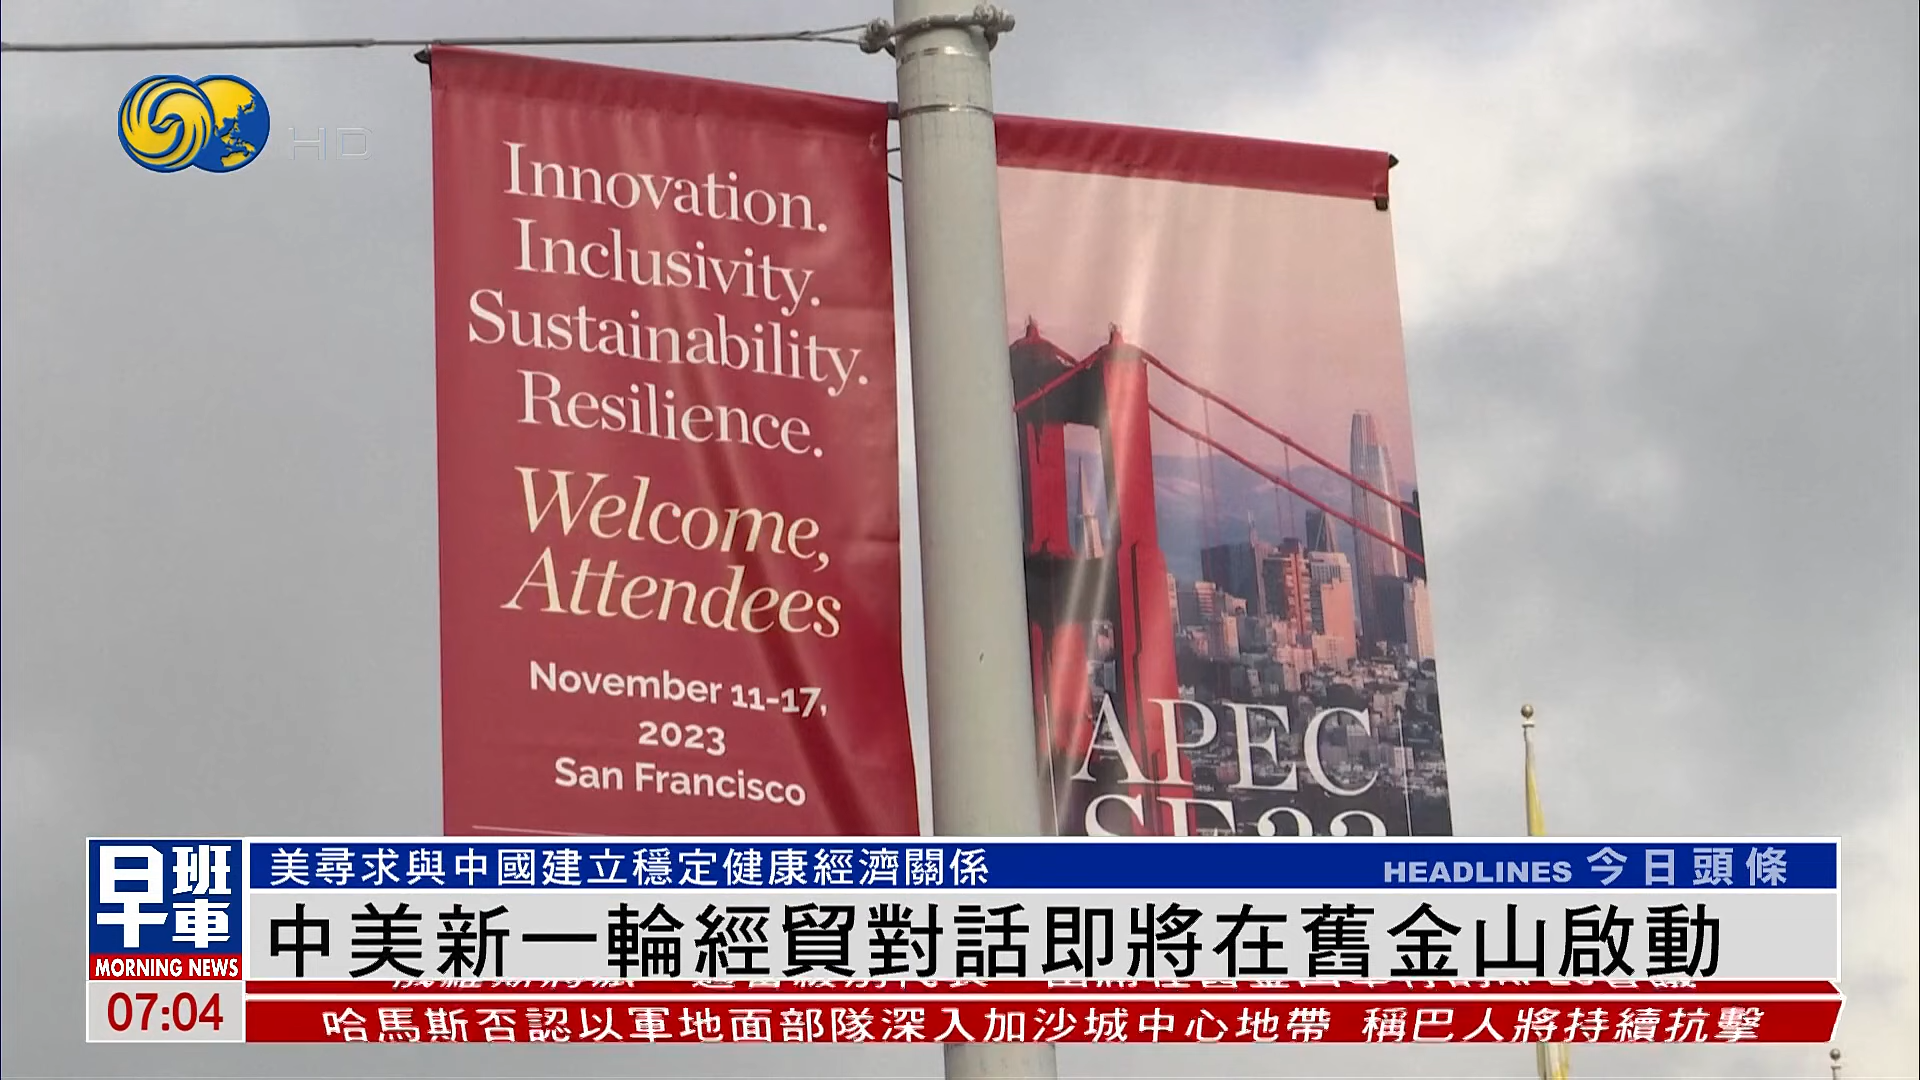 HD
Innovation.
Inclusivity.
Sustainability.
Resilience.
Welcome,
Attendees
November 11-17,
2023
San Francisco
APEC
早班車
MORNING NEWS
07:04
美尋求與中國建立穩定健康經濟關係
HEADLINES 今日頭條
中美新一輪經貿對話即將在舊金山啟動
哈馬斯否認以軍地面部隊深入加沙城中心地帶 稱巴人將持續抗擊